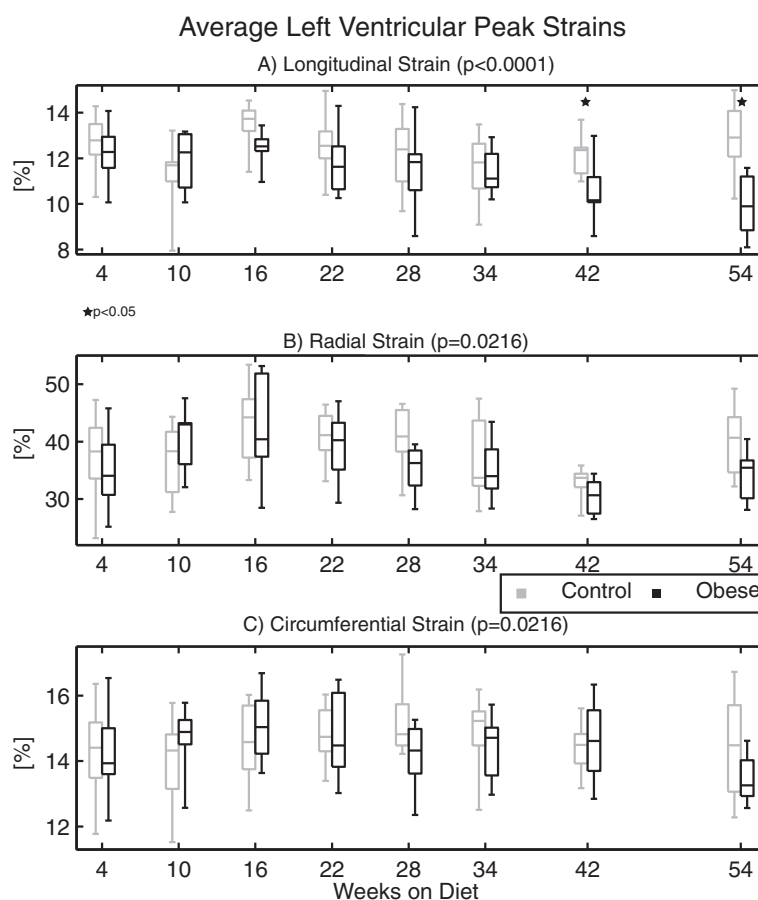 Average Left Ventricular Peak Strains
A) Longitudinal Strain (p<0.0001)
[%]
14
12
10
8
4 10 16 22 28 34 42 54
★p<0.05
B) Radial Strain (p=0.0216)
[%]
50
40
30
4 10 16 22 28 34 42 54
Control Obese
C) Circumferential Strain (p=0.0216)
[%]
16
14
12
4 10 16 22 28 34 42 54
Weeks on Diet